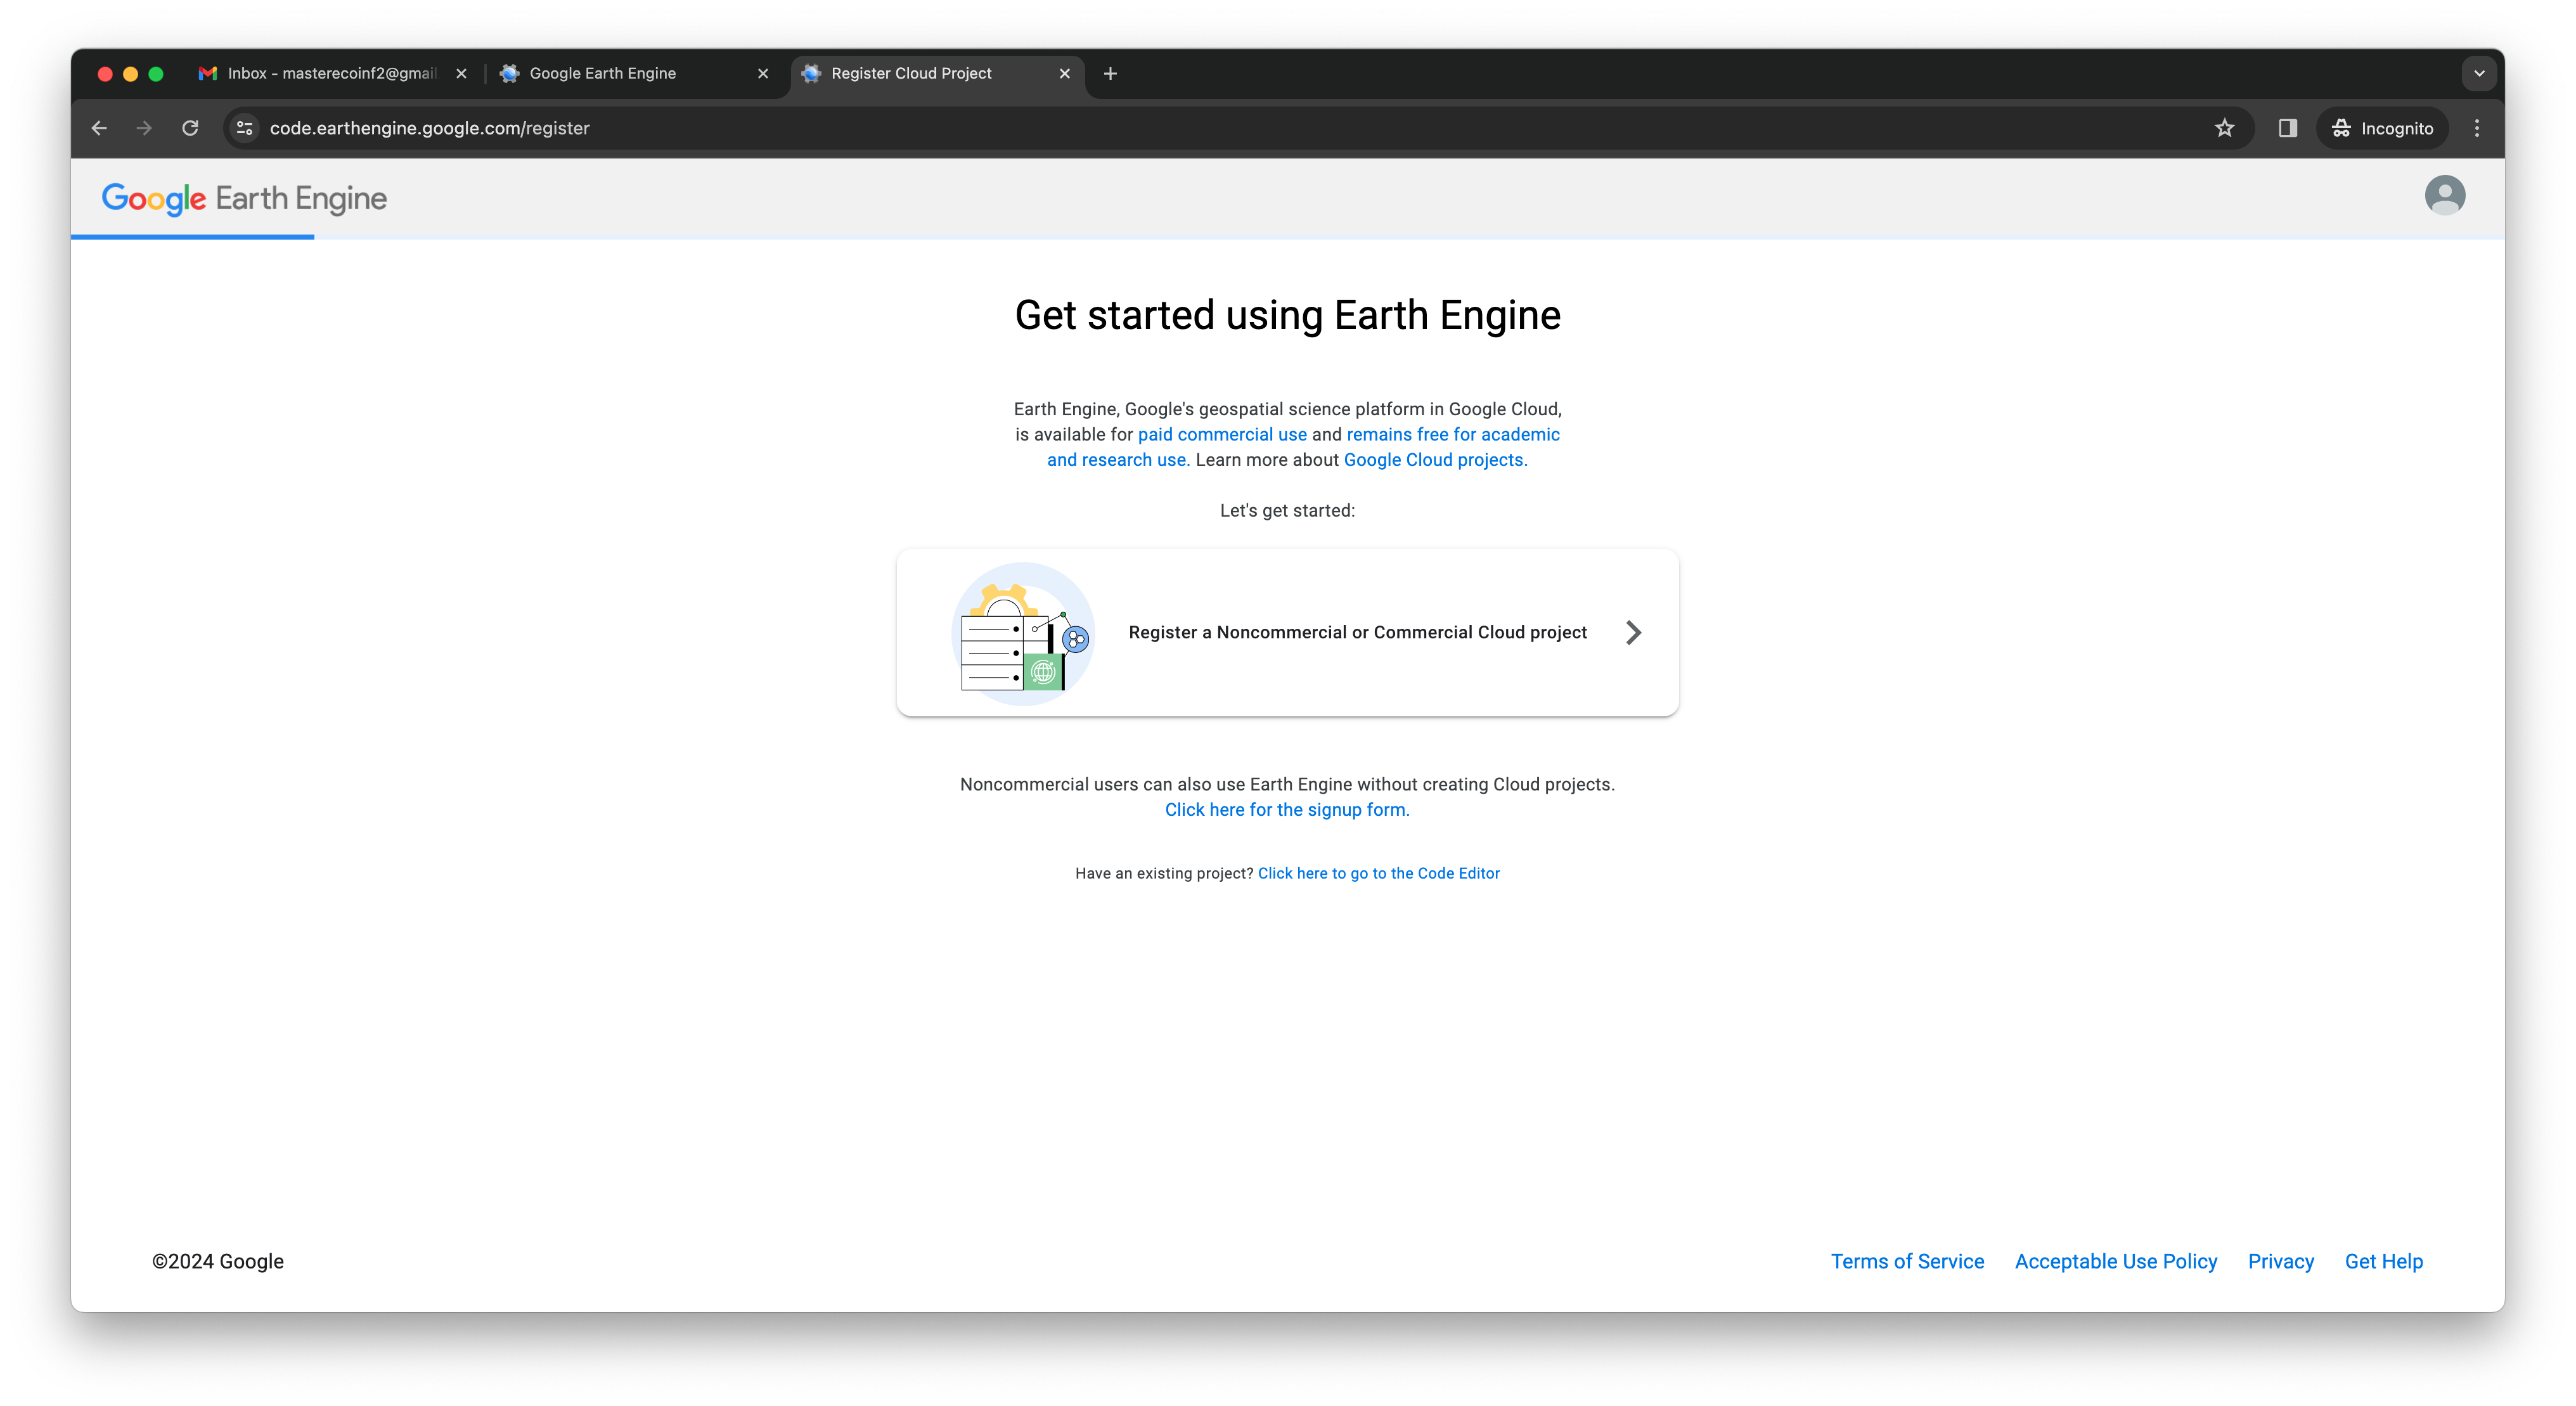 Inbox - masterecoinf2@gmail
Google Earth Engine
Register Cloud Project
code.earthengine.google.com/register
Incognito
Google Earth Engine
Get started using Earth Engine
Earth Engine, Google's geospatial science platform in Google Cloud,
is available for paid commercial use and remains free for academic
and research use. Learn more about Google Cloud projects.
Let's get started:
Register a Noncommercial or Commercial Cloud project
Noncommercial users can also use Earth Engine without creating Cloud projects.
Click here for the signup form.
Have an existing project? Click here to go to the Code Editor
©2024 Google
Terms of Service
Acceptable Use Policy
Privacy
Get Help